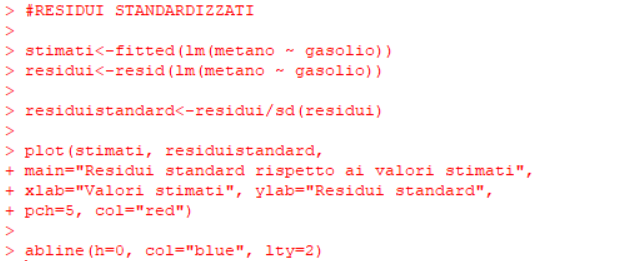 > #RESIDUI STANDARDIZZATI
>
> stimati<-fitted(lm(metano ~ gasolio))
> residui<-resid(lm(metano ~ gasolio))
>
> residuistandard<-residui/sd(residui)
>
> plot(stimati, residuistandard,
+ main="Residui standard rispetto ai valori stimati",
+ xlab="Valori stimati", ylab="Residui standard",
+ pch=5, col="red")
>
> abline(h=0, col="blue", lty=2)